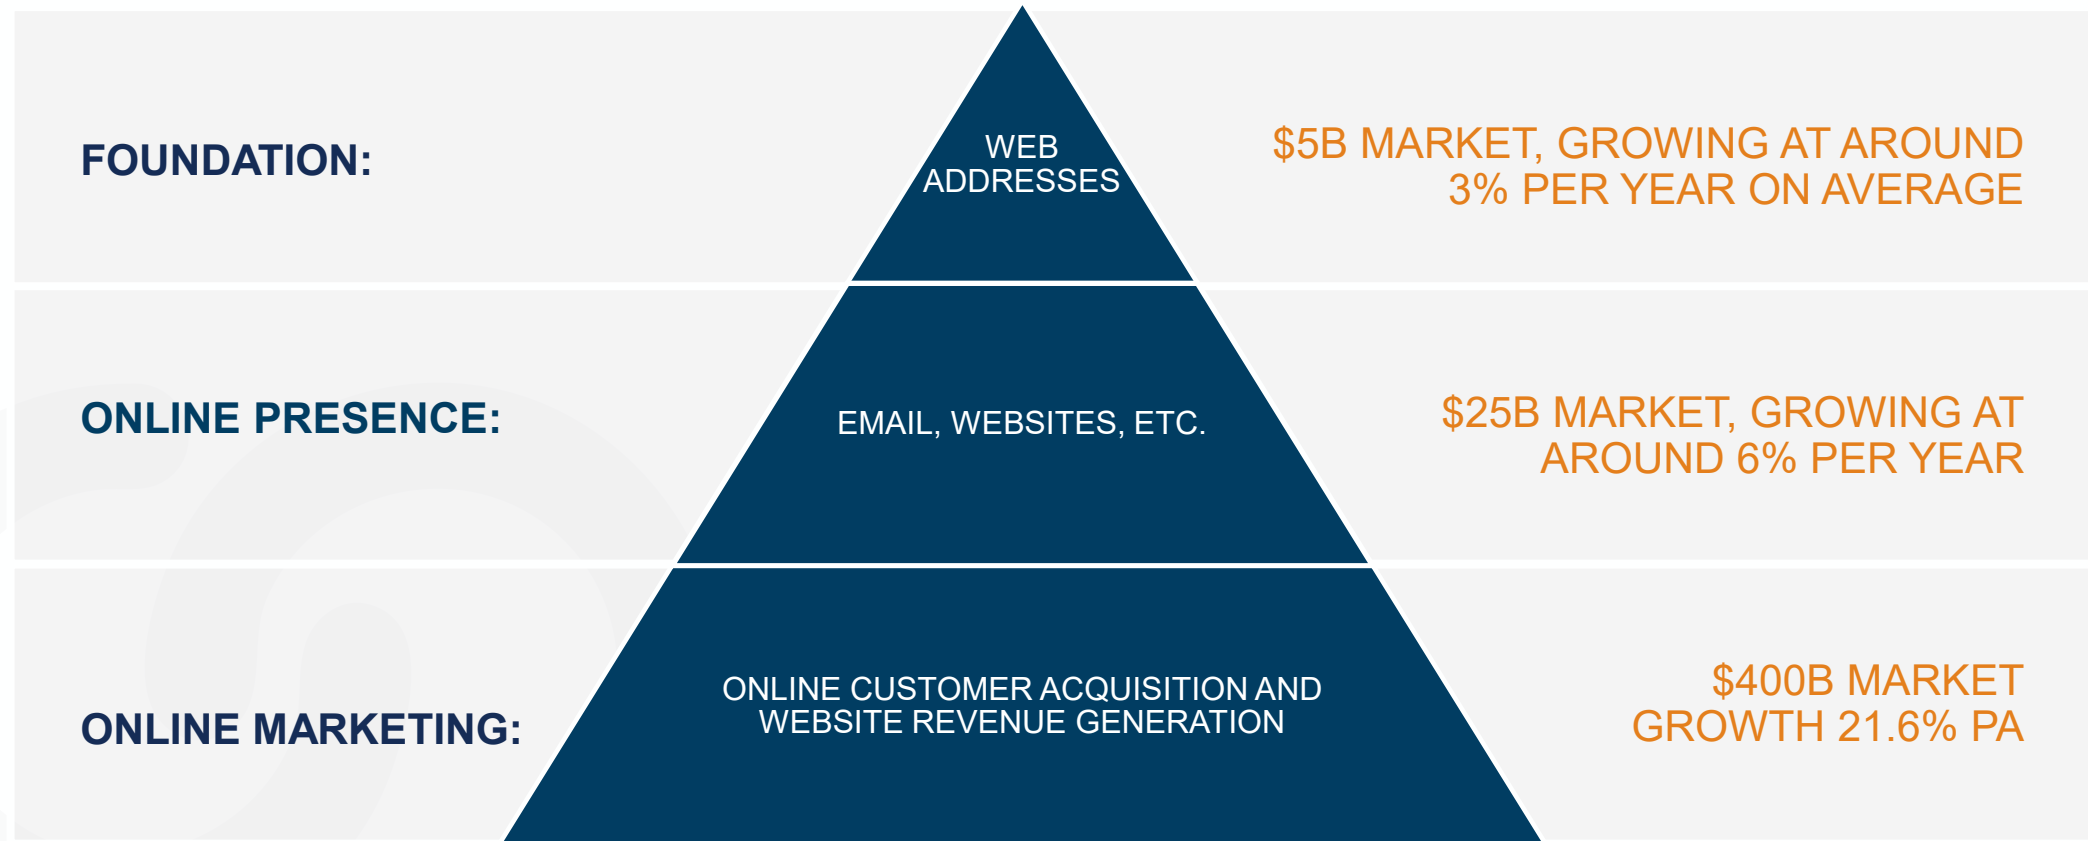 FOUNDATION:
WEB
ADDRESSES
$5B MARKET, GROWING AT AROUND
3% PER YEAR ON AVERAGE
ONLINE PRESENCE:
EMAIL, WEBSITES, ETC.
$25B MARKET, GROWING AT
AROUND 6% PER YEAR
ONLINE MARKETING:
ONLINE CUSTOMER ACQUISITION AND
WEBSITE REVENUE GENERATION
$400B MARKET
GROWTH 21.6% PA